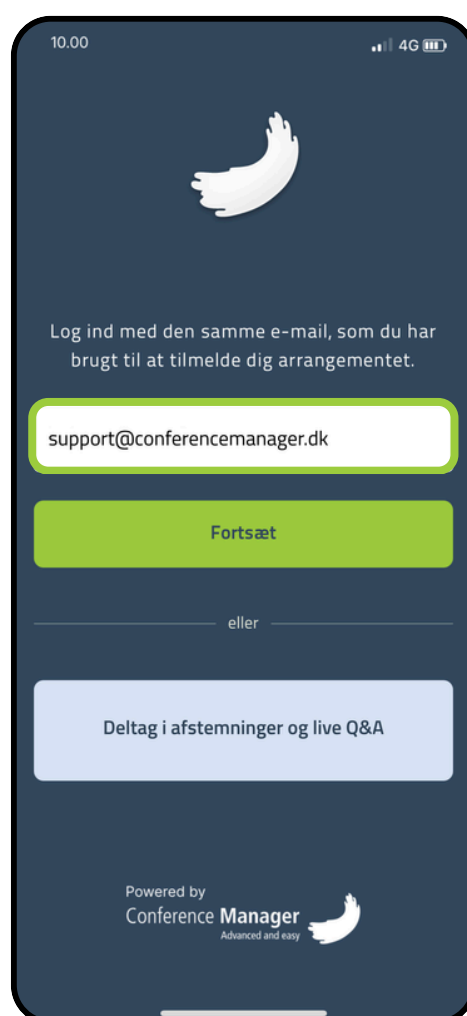 10.00
4G
Log ind med den samme e-mail, som du har
brugt til at tilmelde dig arrangementet.
support@conferencemanager.dk
Fortsæt
eller
Deltag i afstemninger og live Q&A
Powered by
Conference Manager
Advanced and easy